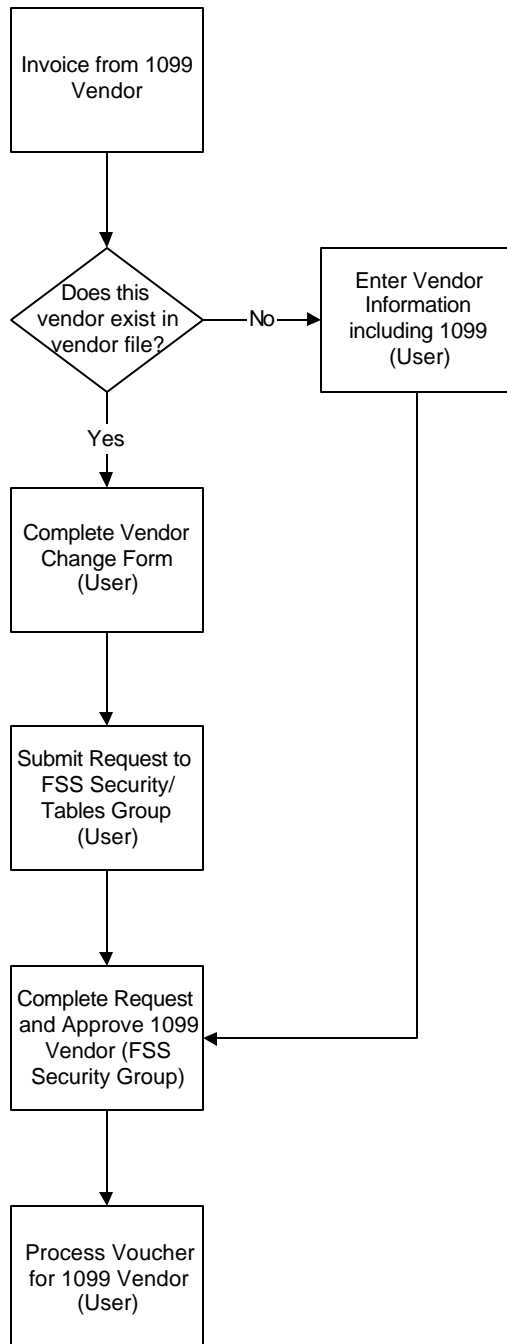 Invoice from 1099
Vendor
Does this
vendor exist in
vendor file?
No
Enter Vendor
Information
including 1099
(User)
Yes
Complete Vendor
Change Form
(User)
Submit Request to
FSS Security/
Tables Group
(User)
Complete Request
and Approve 1099
Vendor (FSS
Security Group)
Process Voucher
for 1099 Vendor
(User)